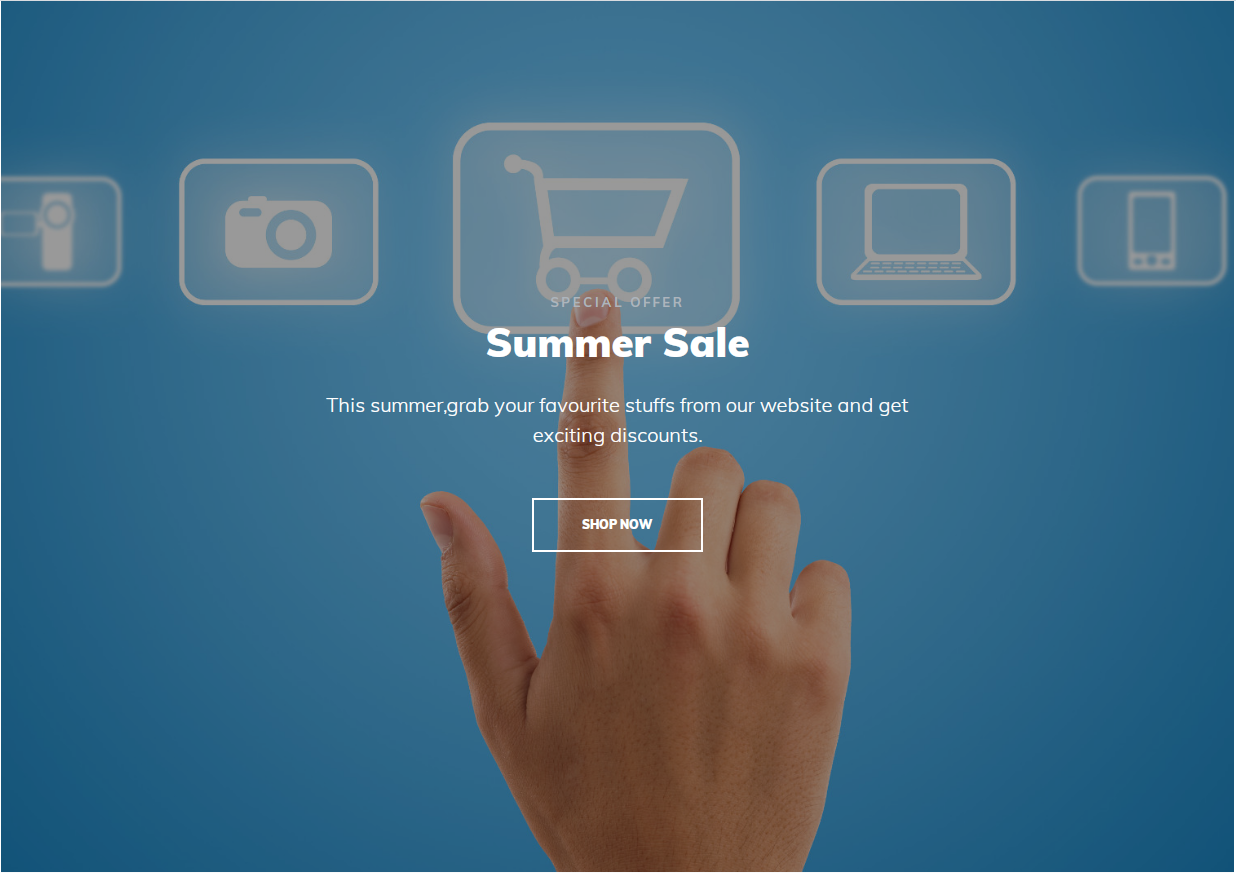 SPECIAL OFFER
Summer Sale
This summer,grab your favourite stuffs from our website and get
exciting discounts.
SHOP NOW